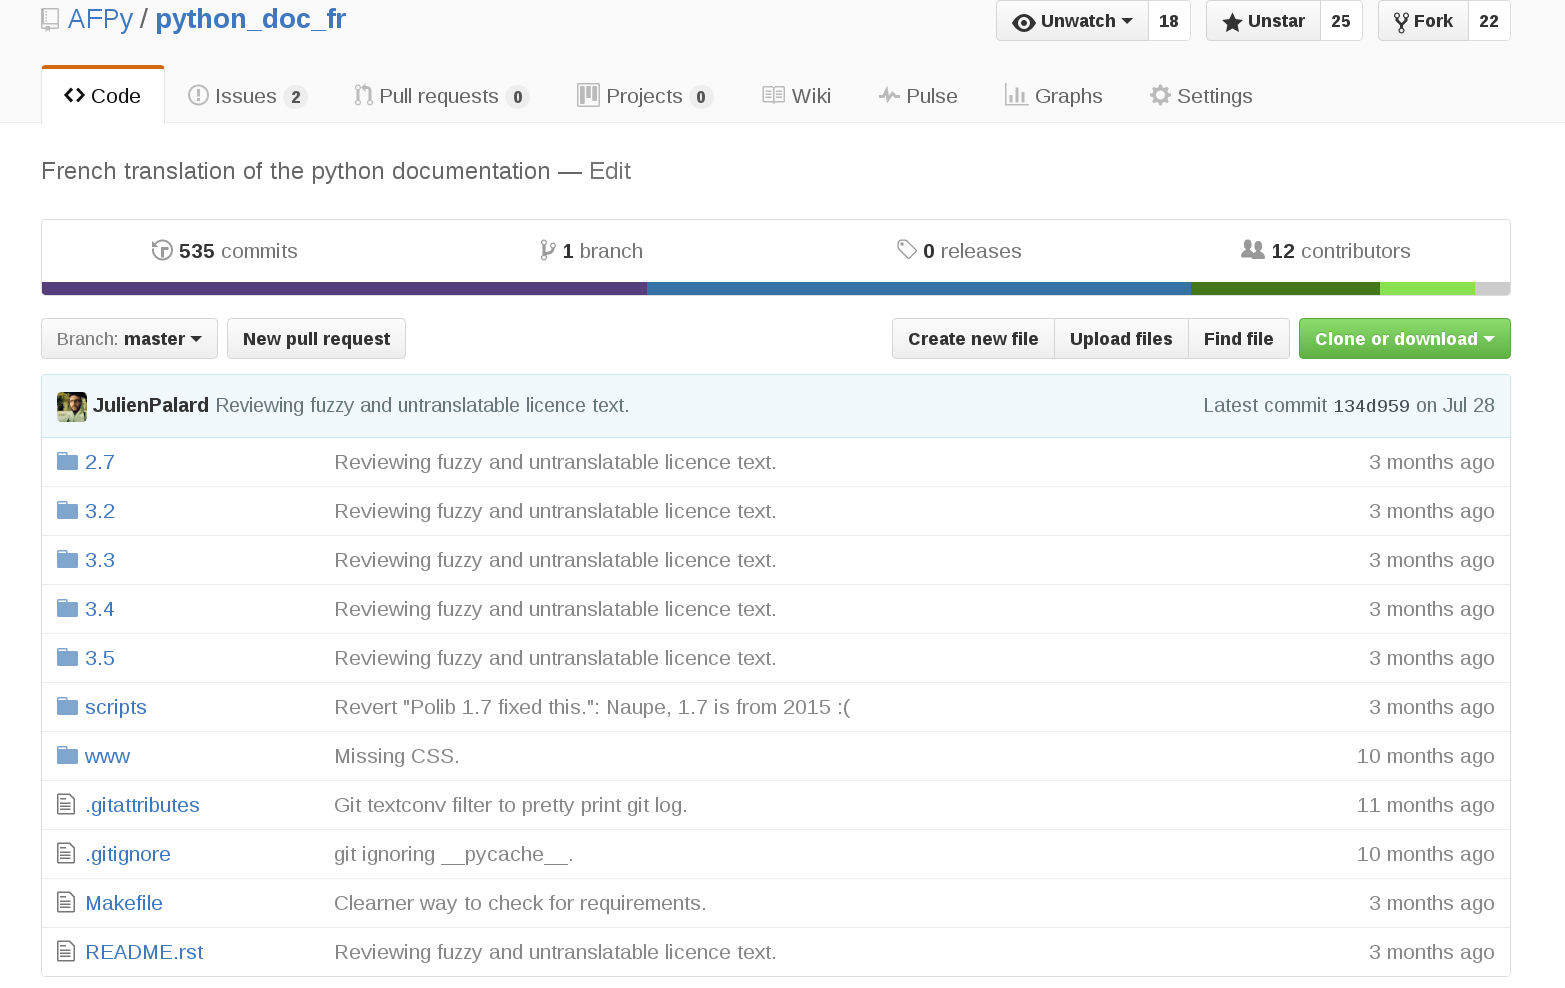 AFPy / python_doc_fr Unwatch 18 Unstar 25 Fork 22
Code Issues 2 Pull requests 0 Projects 0 Wiki Pulse Graphs Settings
French translation of the python documentation — Edit
535 commits 1 branch 0 releases 12 contributors
Branch: master New pull request Create new file Upload files Find file Clone or download
JulienPalard Reviewing fuzzy and untranslatable licence text. Latest commit 134d959 on Jul 28
2.7 Reviewing fuzzy and untranslatable licence text. 3 months ago
3.2 Reviewing fuzzy and untranslatable licence text. 3 months ago
3.3 Reviewing fuzzy and untranslatable licence text. 3 months ago
3.4 Reviewing fuzzy and untranslatable licence text. 3 months ago
3.5 Reviewing fuzzy and untranslatable licence text. 3 months ago
scripts Revert "Polib 1.7 fixed this.": Naupe, 1.7 is from 2015 :( 3 months ago
www Missing CSS. 10 months ago
.gitattributes Git textconv filter to pretty print git log. 11 months ago
.gitignore git ignoring __pycache__. 10 months ago
Makefile Clearner way to check for requirements. 3 months ago
README.rst Reviewing fuzzy and untranslatable licence text. 3 months ago